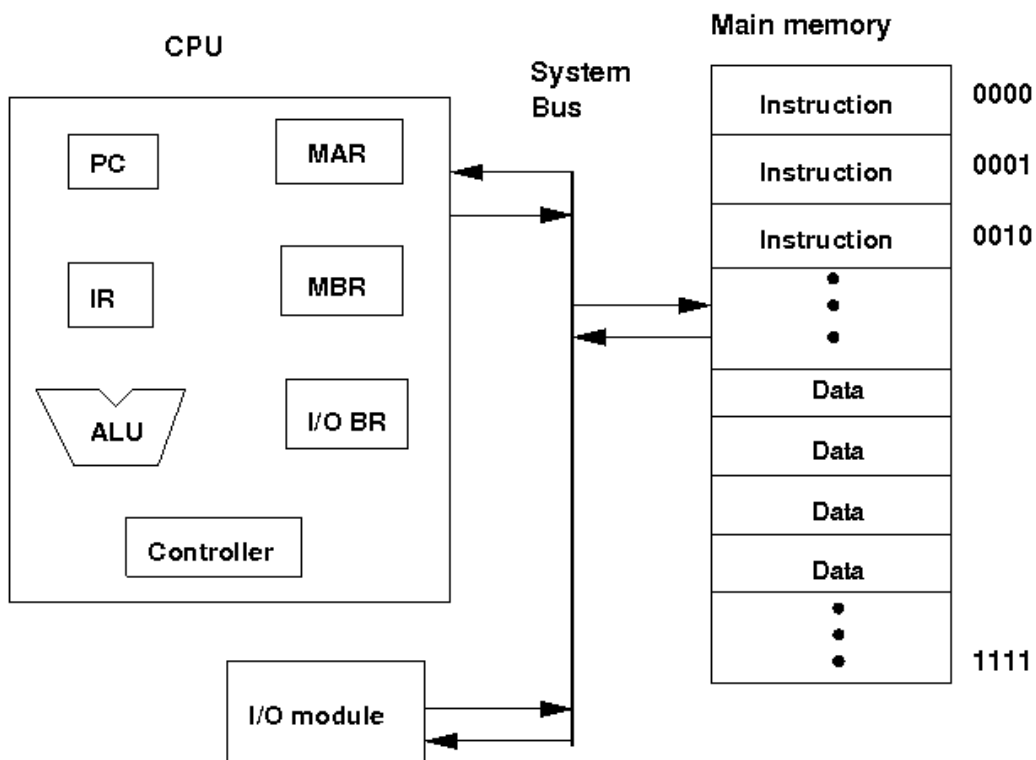 CPU
PC
MAR
IR
MBR
ALU
I/O BR
Controller
System
Bus
Main memory
Instruction 0000
Instruction 0001
Instruction 0010
Data
Data
Data
Data
1111
I/O module